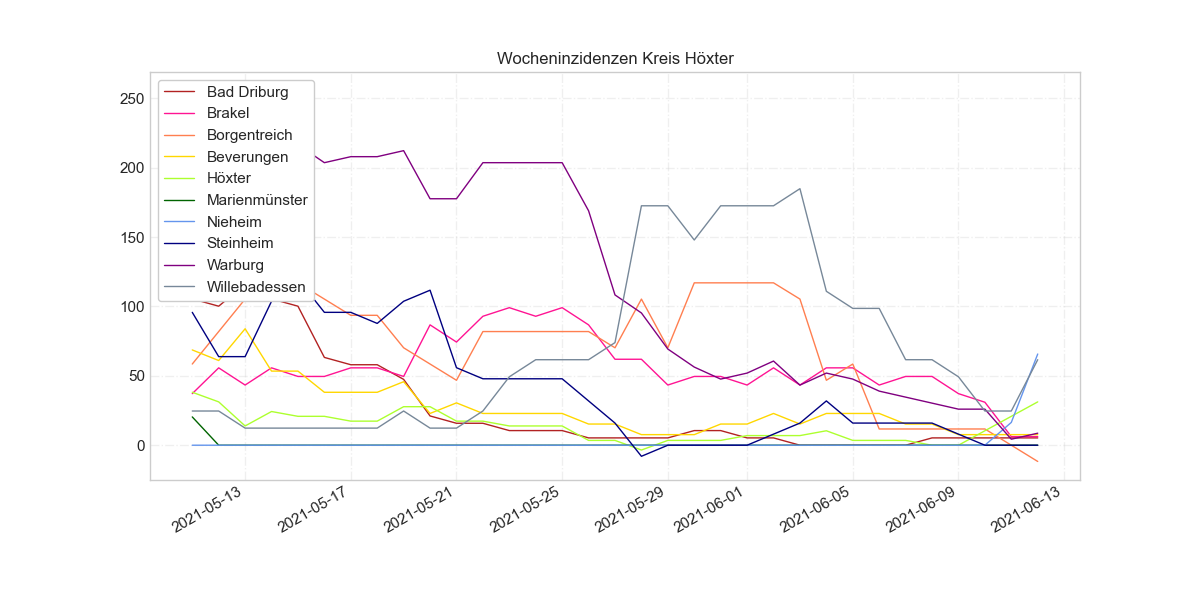 Wocheninzidenzen Kreis Höxter
250
200
150
100
50
0
Bad Driburg
Brakel
Borgentreich
Beverungen
Höxter
Marienmünster
Nieheim
Steinheim
Warburg
Willebadessen
2021-05-13
2021-05-17
2021-05-21
2021-05-25
2021-05-29
2021-06-01
2021-06-05
2021-06-09
2021-06-13